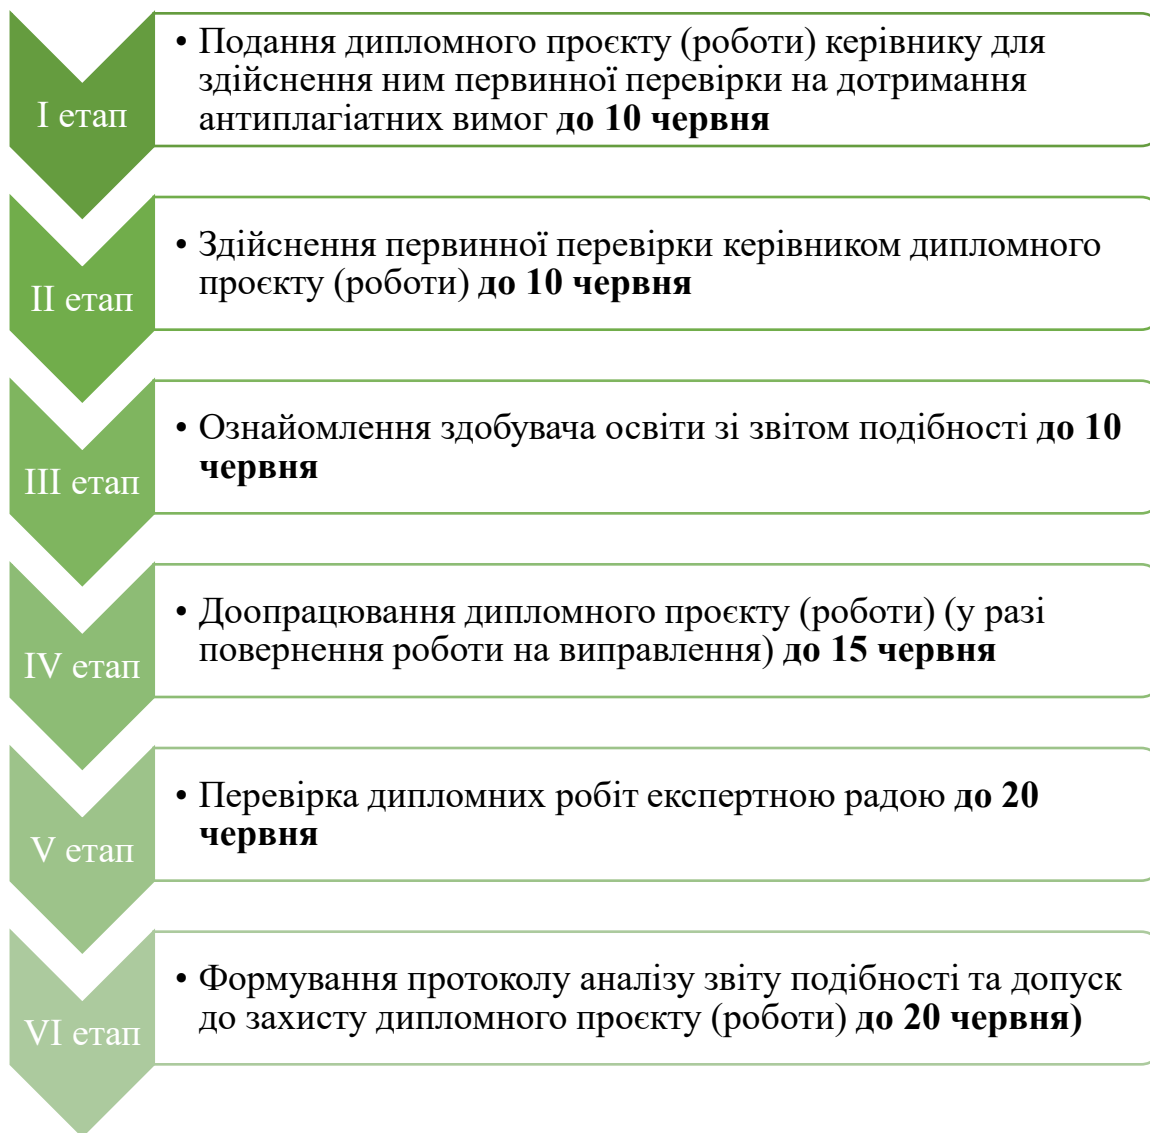 І етап
• Подання дипломного проєкту (роботи) керівнику для
здійснення ним первинної перевірки на дотримання
антиплагіатних вимог до 10 червня
ІІ етап
• Здійснення первинної перевірки керівником дипломного
проєкту (роботи) до 10 червня
ІІІ етап
• Ознайомлення здобувача освіти зі звітом подібності до 10
червня
IV етап
• Доопрацювання дипломного проєкту (роботи) (у разі
повернення роботи на виправлення) до 15 червня
V етап
• Перевірка дипломних робіт експертною радою до 20
червня
VI етап
• Формування протоколу аналізу звіту подібності та допуск
до захисту дипломного проєкту (роботи) до 20 червня)